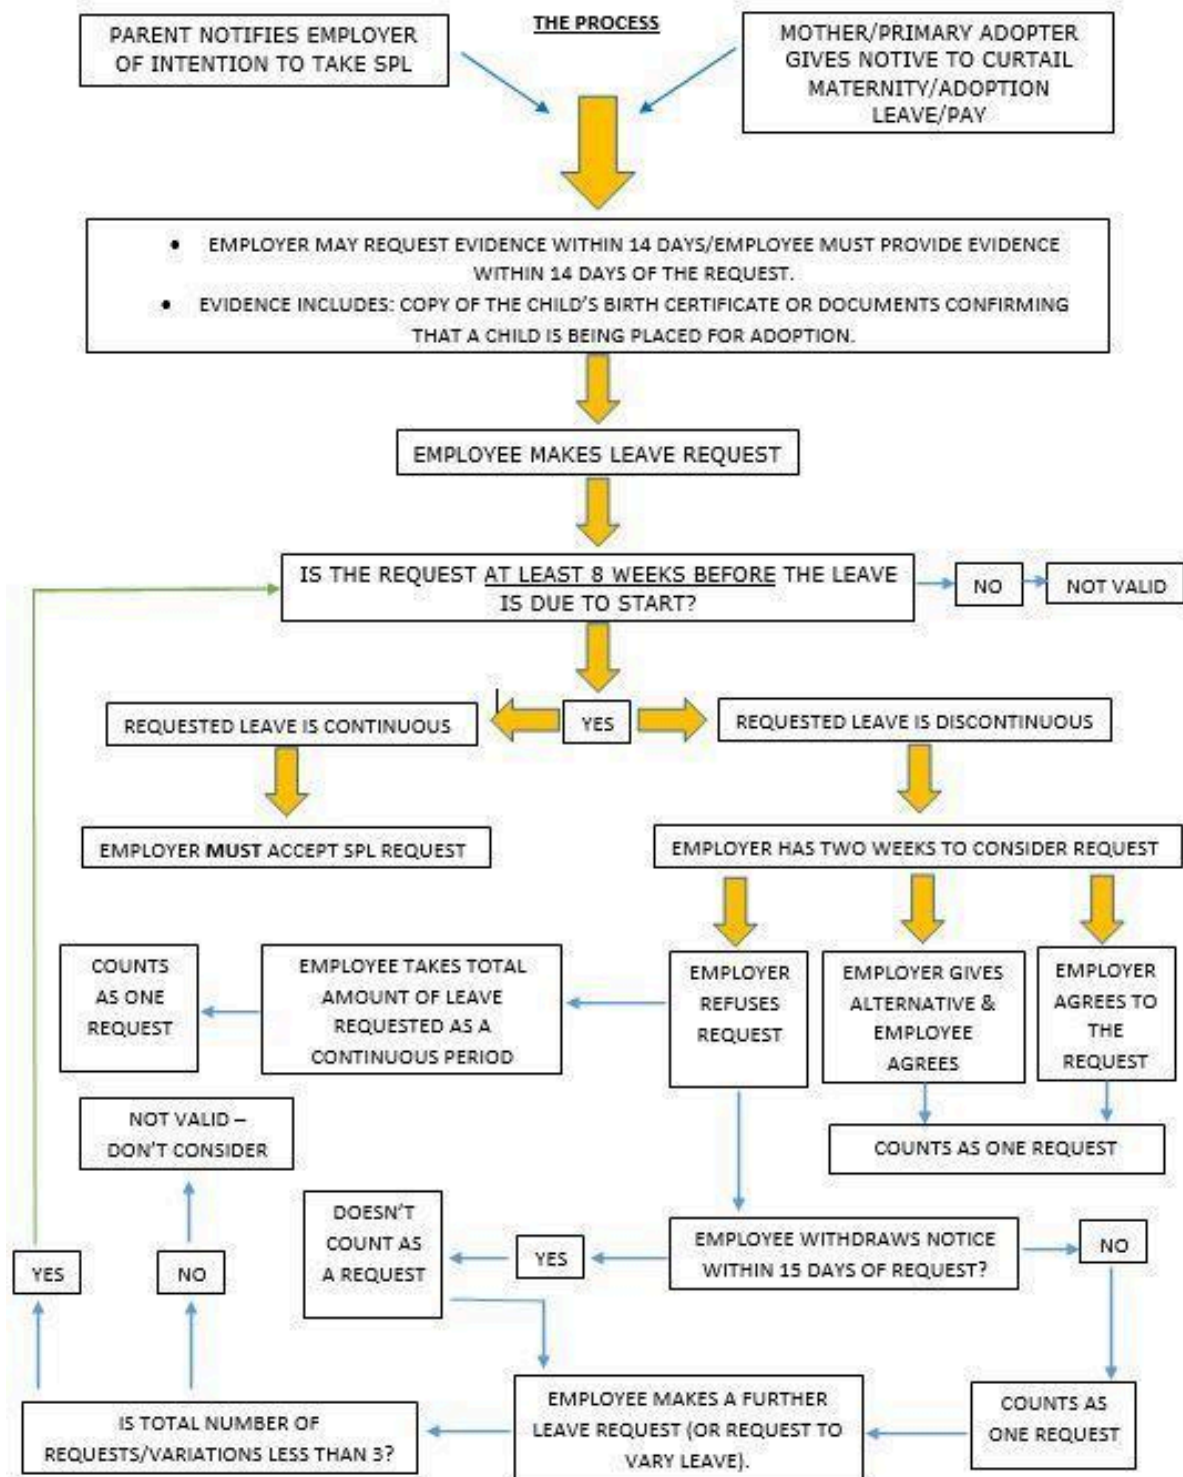 THE PROCESS
PARENT NOTIFIES EMPLOYER
OF INTENTION TO TAKE SPL
MOTHER/PRIMARY ADOPTER
GIVES NOTIVE TO CURTAIL
MATERNITY/ADOPTION
LEAVE/PAY
• EMPLOYER MAY REQUEST EVIDENCE WITHIN 14 DAYS/EMPLOYEE MUST PROVIDE EVIDENCE
WITHIN 14 DAYS OF THE REQUEST.
• EVIDENCE INCLUDES: COPY OF THE CHILD'S BIRTH CERTIFICATE OR DOCUMENTS CONFIRMING
THAT A CHILD IS BEING PLACED FOR ADOPTION.
EMPLOYEE MAKES LEAVE REQUEST
IS THE REQUEST AT LEAST 8 WEEKS BEFORE THE LEAVE
IS DUE TO START?
NO
NOT VALID
REQUESTED LEAVE IS CONTINUOUS
YES
REQUESTED LEAVE IS DISCONTINUOUS
EMPLOYER MUST ACCEPT SPL REQUEST
EMPLOYER HAS TWO WEEKS TO CONSIDER REQUEST
COUNTS
AS ONE
REQUEST
EMPLOYEE TAKES TOTAL
AMOUNT OF LEAVE
REQUESTED AS A
CONTINUOUS PERIOD
EMPLOYER
REFUSES
REQUEST
EMPLOYER GIVES
ALTERNATIVE &
EMPLOYEE
AGREES
EMPLOYER
AGREES TO
THE
REQUEST
NOT VALID –
DON'T CONSIDER
COUNTS AS ONE REQUEST
DOESN'T
COUNT AS
A REQUEST
YES
EMPLOYEE WITHDRAWS NOTICE
WITHIN 15 DAYS OF REQUEST?
NO
YES
NO
IS TOTAL NUMBER OF
REQUESTS/VARIATIONS LESS THAN 3?
EMPLOYEE MAKES A FURTHER
LEAVE REQUEST (OR REQUEST TO
VARY LEAVE).
COUNTS AS
ONE REQUEST